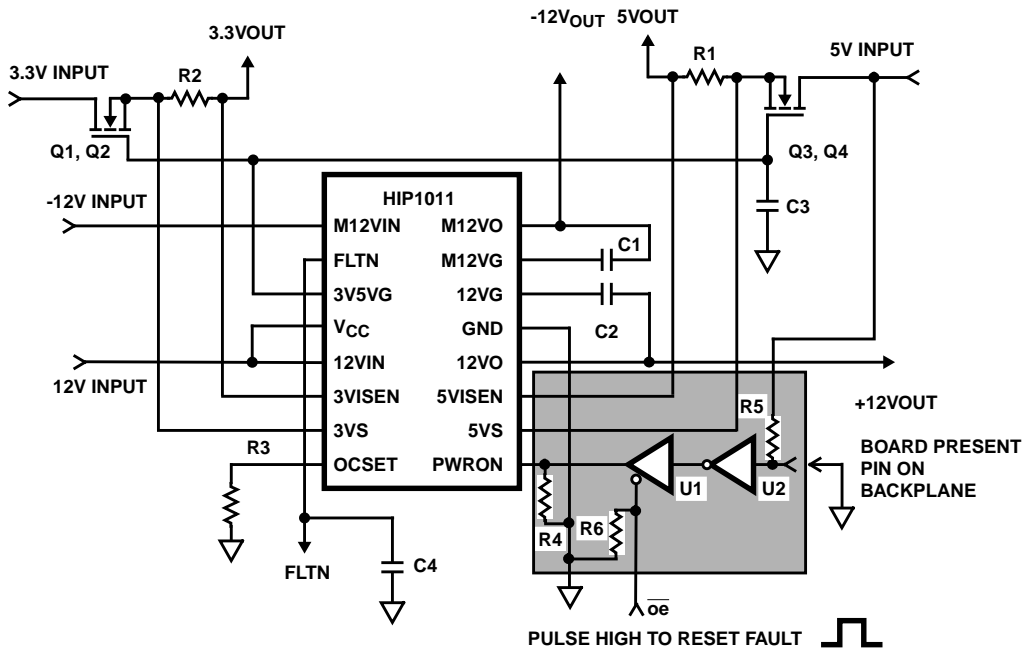 -12VOUT 5VOUT
3.3VOUT
R1
5V INPUT
3.3V INPUT
R2
Q1, Q2
Q3, Q4
HIP1011
C3
-12V INPUT
M12VIN
M12VO
FLTN
M12VG
C1
3V5VG
12VG
VCC
GND
C2
12VIN
12VO
12V INPUT
3VISEN
5VISEN
R5
+12VOUT
3VS
5VS
R3
OCSET
PWRON
U1
U2
BOARD PRESENT
PIN ON
BACKPLANE
R4
R6
FLTN
C4
oe
PULSE HIGH TO RESET FAULT